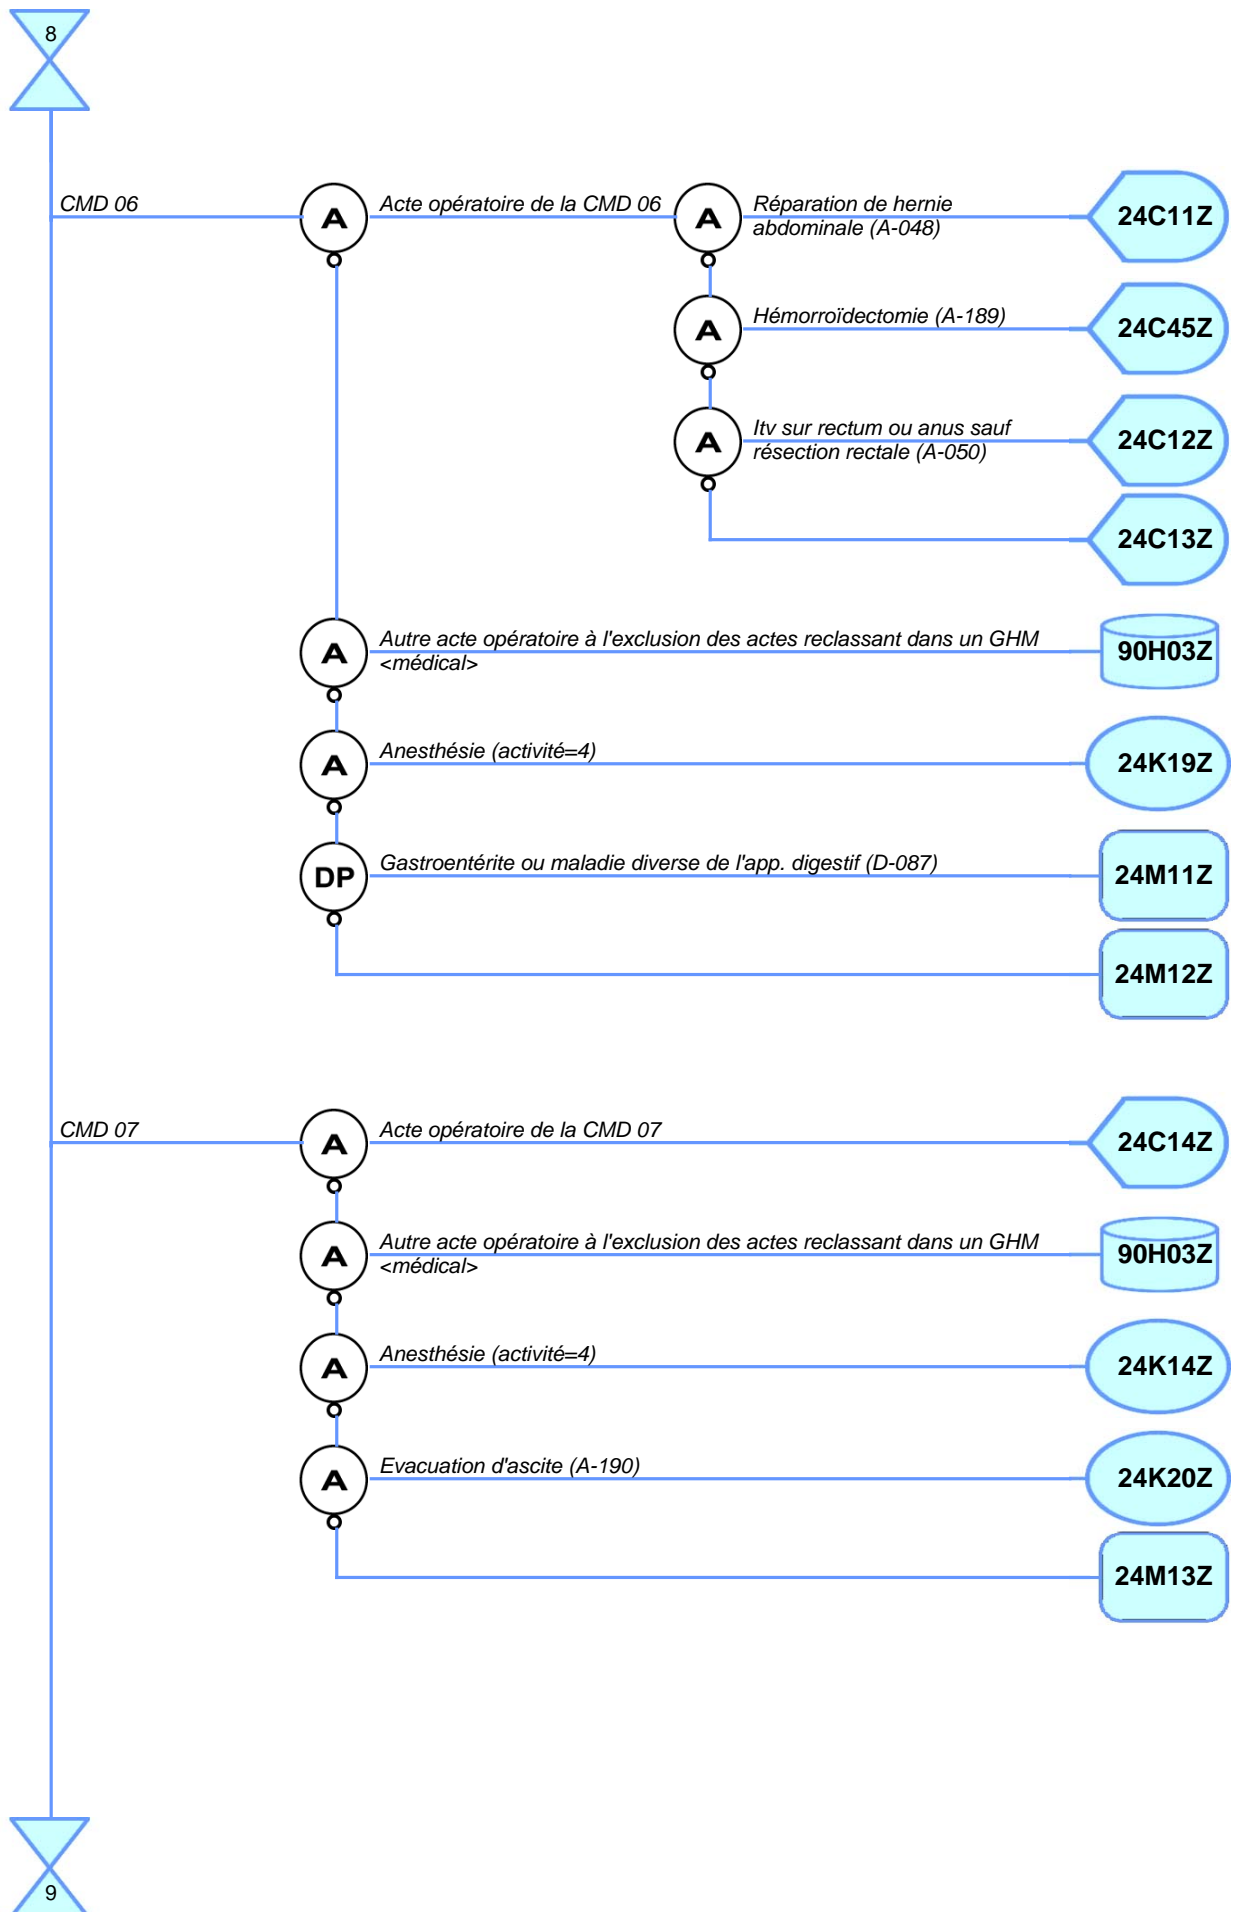 8
CMD 06
A
Acte opératoire de la CMD 06
A
Réparation de hernie
abdominale (A-048)
24C11Z
A
Hémorroïdectomie (A-189)
24C45Z
A
Itv sur rectum ou anus sauf
résection rectale (A-050)
24C12Z
24C13Z
A
Autre acte opératoire à l'exclusion des actes reclassant dans un GHM
<médical>
90H03Z
A
Anesthésie (activité=4)
24K19Z
DP
Gastroentérite ou maladie diverse de l'app. digestif (D-087)
24M11Z
24M12Z
CMD 07
A
Acte opératoire de la CMD 07
24C14Z
A
Autre acte opératoire à l'exclusion des actes reclassant dans un GHM
<médical>
90H03Z
A
Anesthésie (activité=4)
24K14Z
A
Evacuation d'ascite (A-190)
24K20Z
24M13Z
9